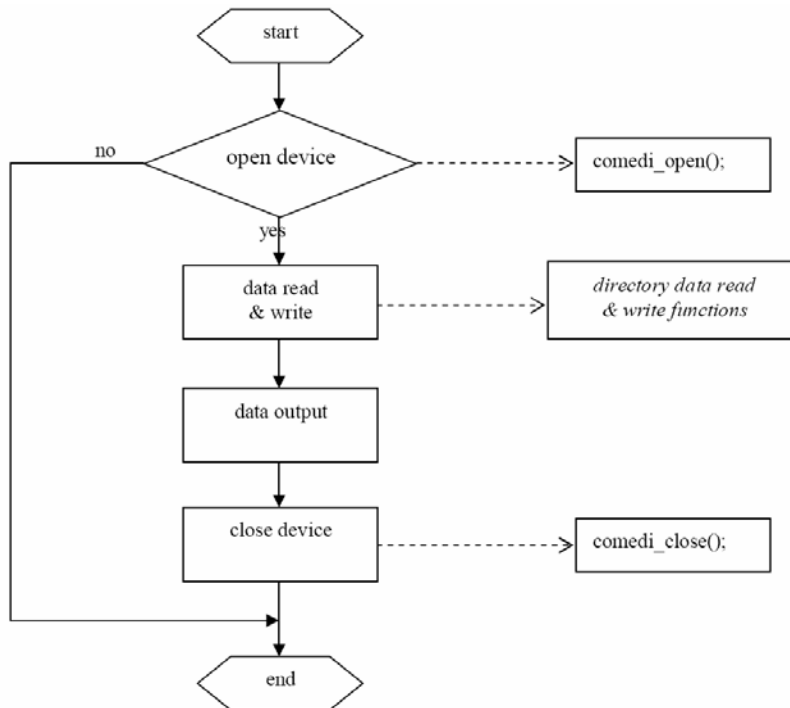 start
no
open device
comedi_open();
yes
data read
& write
directory data read
& write functions
data output
close device
comedi_close();
end